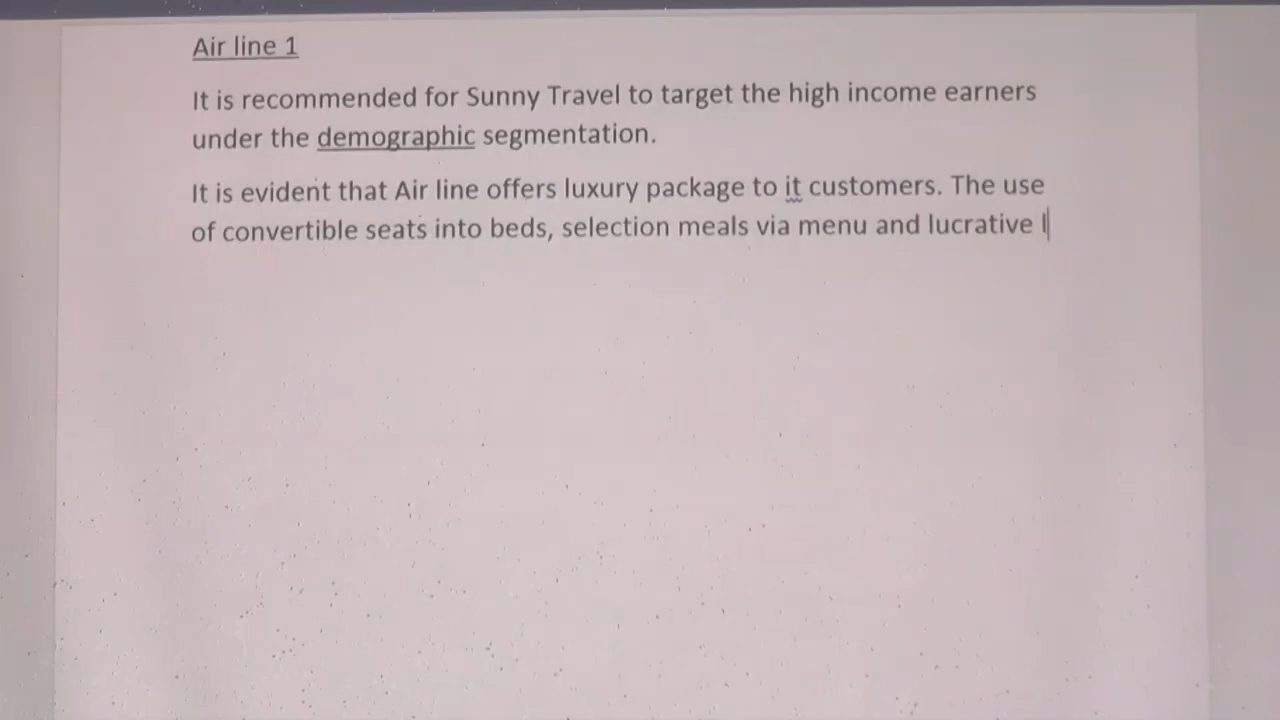 Air line 1
It is recommended for Sunny Travel to target the high income earners
under the demographic segmentation.
It is evident that Air line offers luxury package to it customers. The use
of convertible seats into beds, selection meals via menu and lucrative l